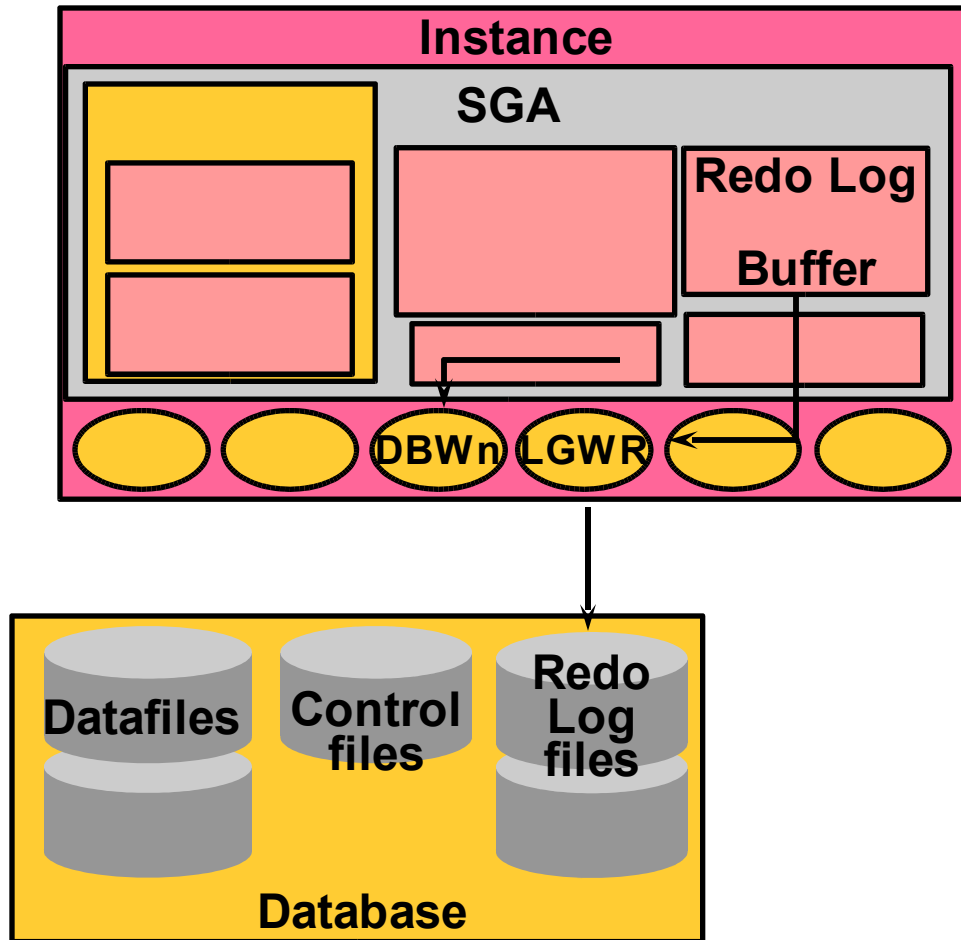 Instance
SGA
Redo Log
Buffer
DBWn
LGWR
Datafiles
Control
files
Redo
Log
files
Database